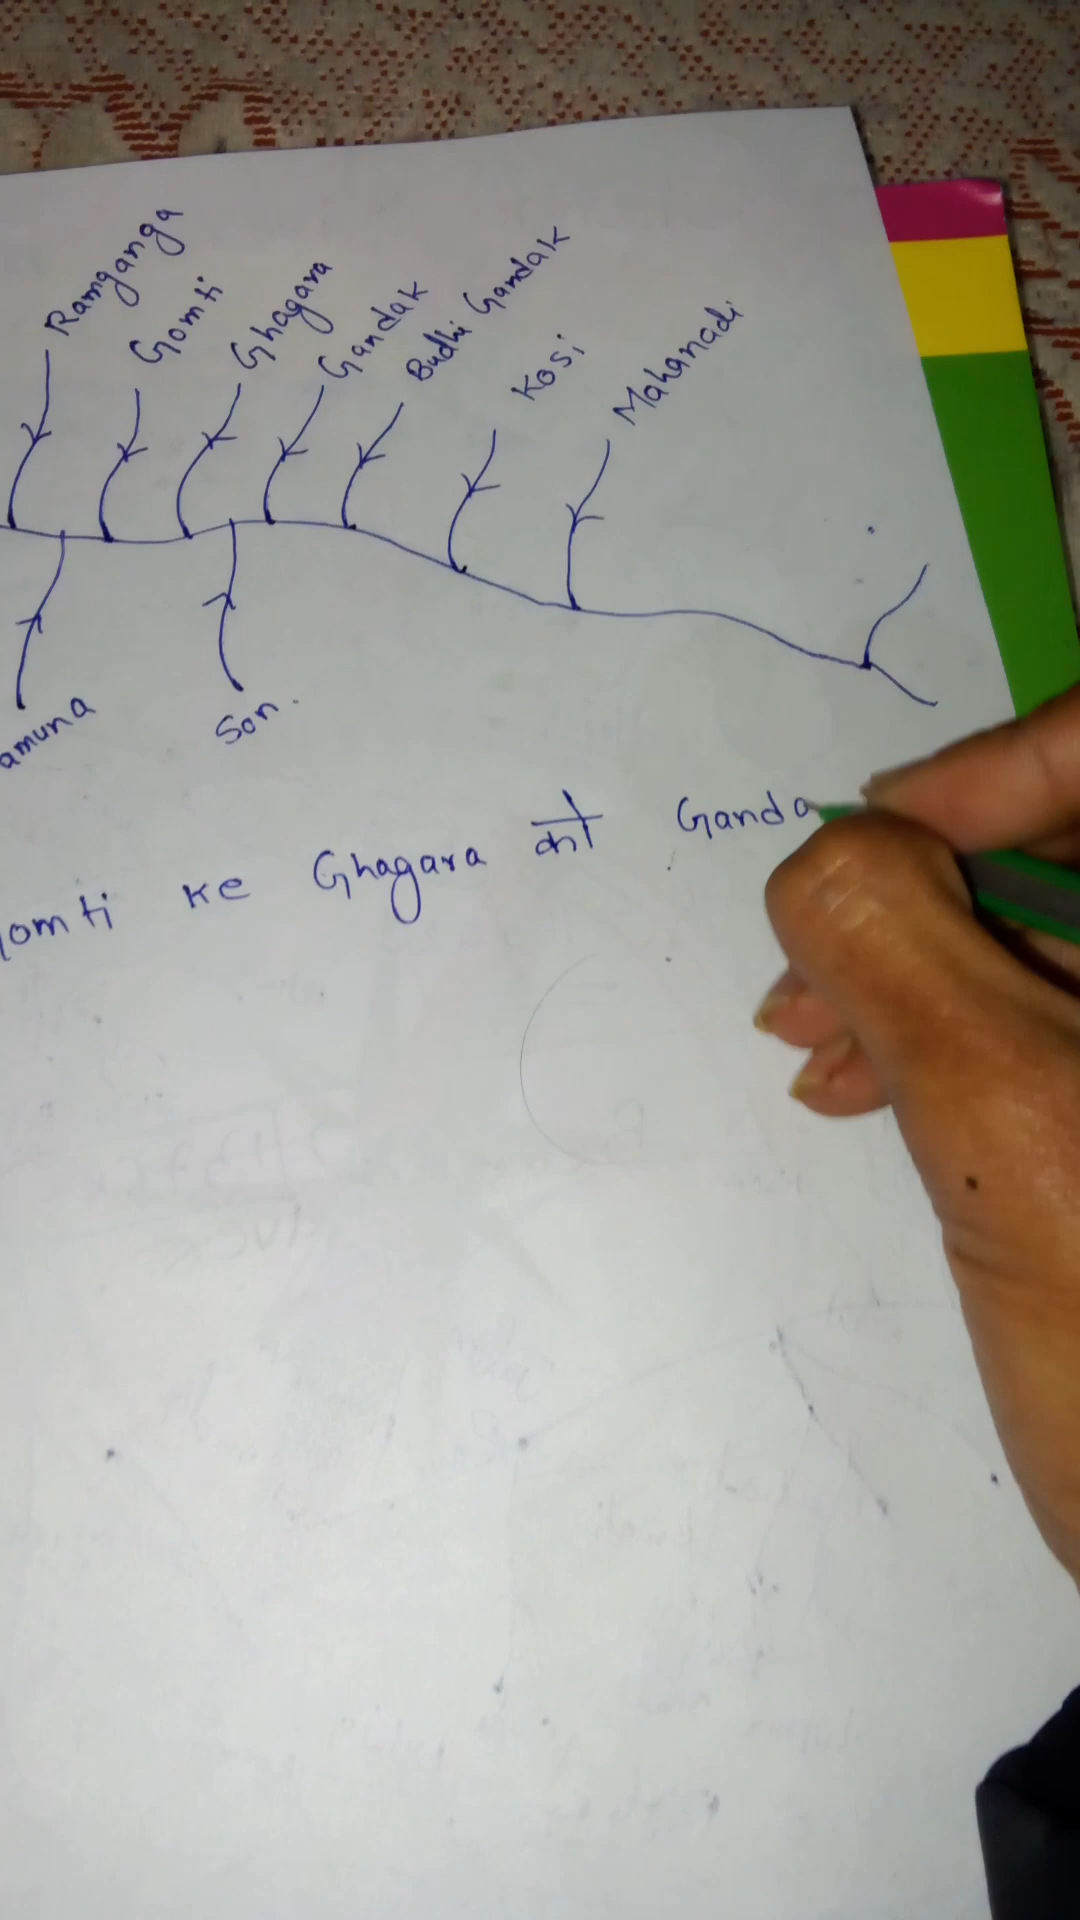 Ramganga
Gomti
Ghagara
Gandak
Budhi Gandak
Kosi
Mahanadi
amuna
Son.
omti ke Ghagara का Ganda